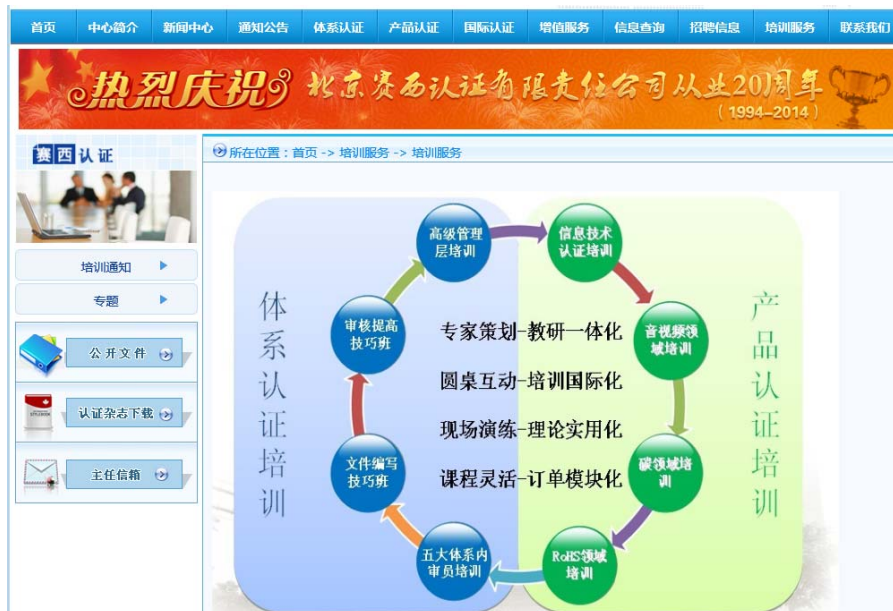 首页 中心简介 新闻中心 通知公告 体系认证 产品认证 国际认证 增值服务 信息查询 招聘信息 培训服务 联系我们
热烈庆祝 北京赛西认证有限责任公司从业20周年
（1994–2014）
赛西认证
所在位置：首页 -> 培训服务 -> 培训服务
培训通知
专题
公开文件
认证杂志下载
主任信箱
体系认证培训
高级管理
层培训
信息技术
认证培训
审核提高
技巧班
音视频领
域培训
专家策划-教研一体化
圆桌互动-培训国际化
现场演练-理论实用化
课程灵活-订单模块化
文件编写
技巧班
碳领域培
训
五大体系内
审员培训
RoHS领域
培训
产品认证培训